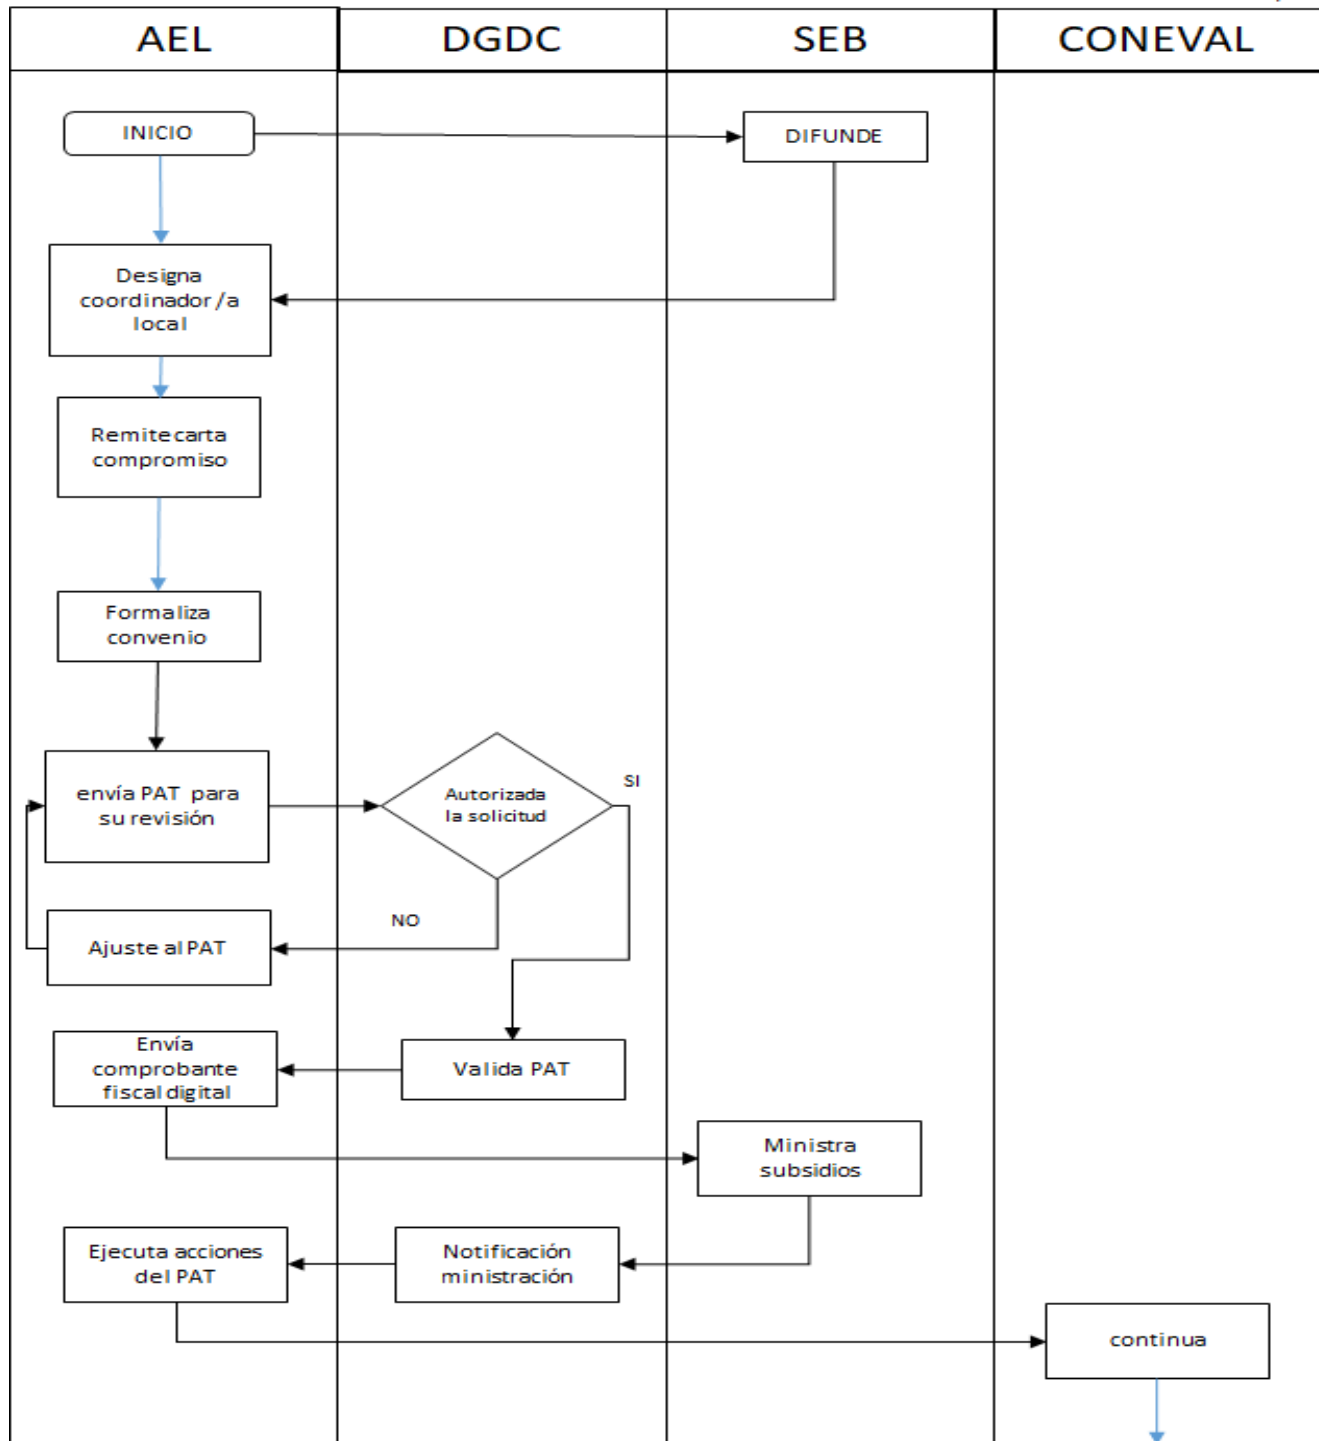 AEL
DGDC
SEB
CONEVAL
INICIO
DIFUNDE
Designa
coordinador/a
local
Remite carta
compromiso
Formaliza
convenio
envía PAT para
su revisión
Autorizada
la solicitud
SI
NO
Ajuste al PAT
Envía
comprobante
fiscal digital
Valida PAT
Ministra
subsidios
Ejecuta acciones
del PAT
Notificación
ministración
continua